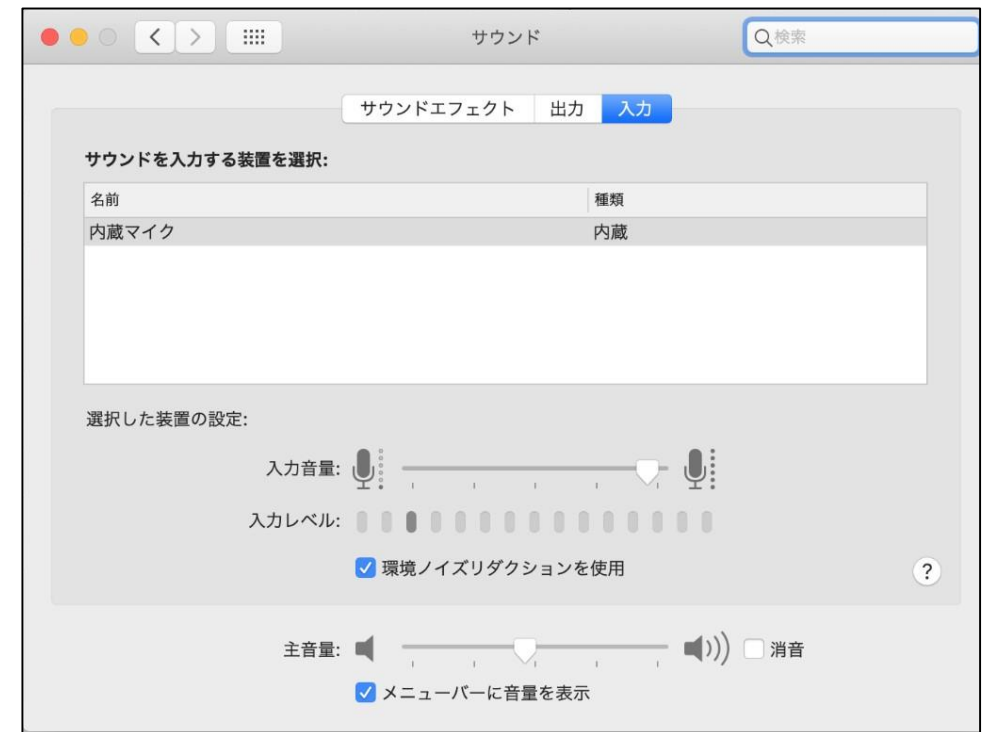 サウンド
検索
サウンドエフェクト 出力 入力
サウンドを入力する装置を選択:
名前 種類
内蔵マイク 内蔵
選択した装置の設定:
入力音量:
入力レベル:
環境ノイズリダクションを使用
?
主音量: 消音
メニューバーに音量を表示